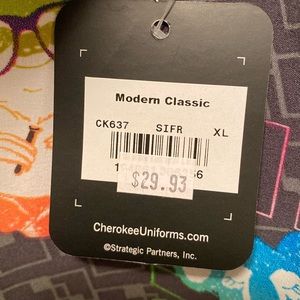 Modern Classic
CK637 SIFR XL
$29.93
CherokeeUniforms.com
©Strategic Partners, Inc.